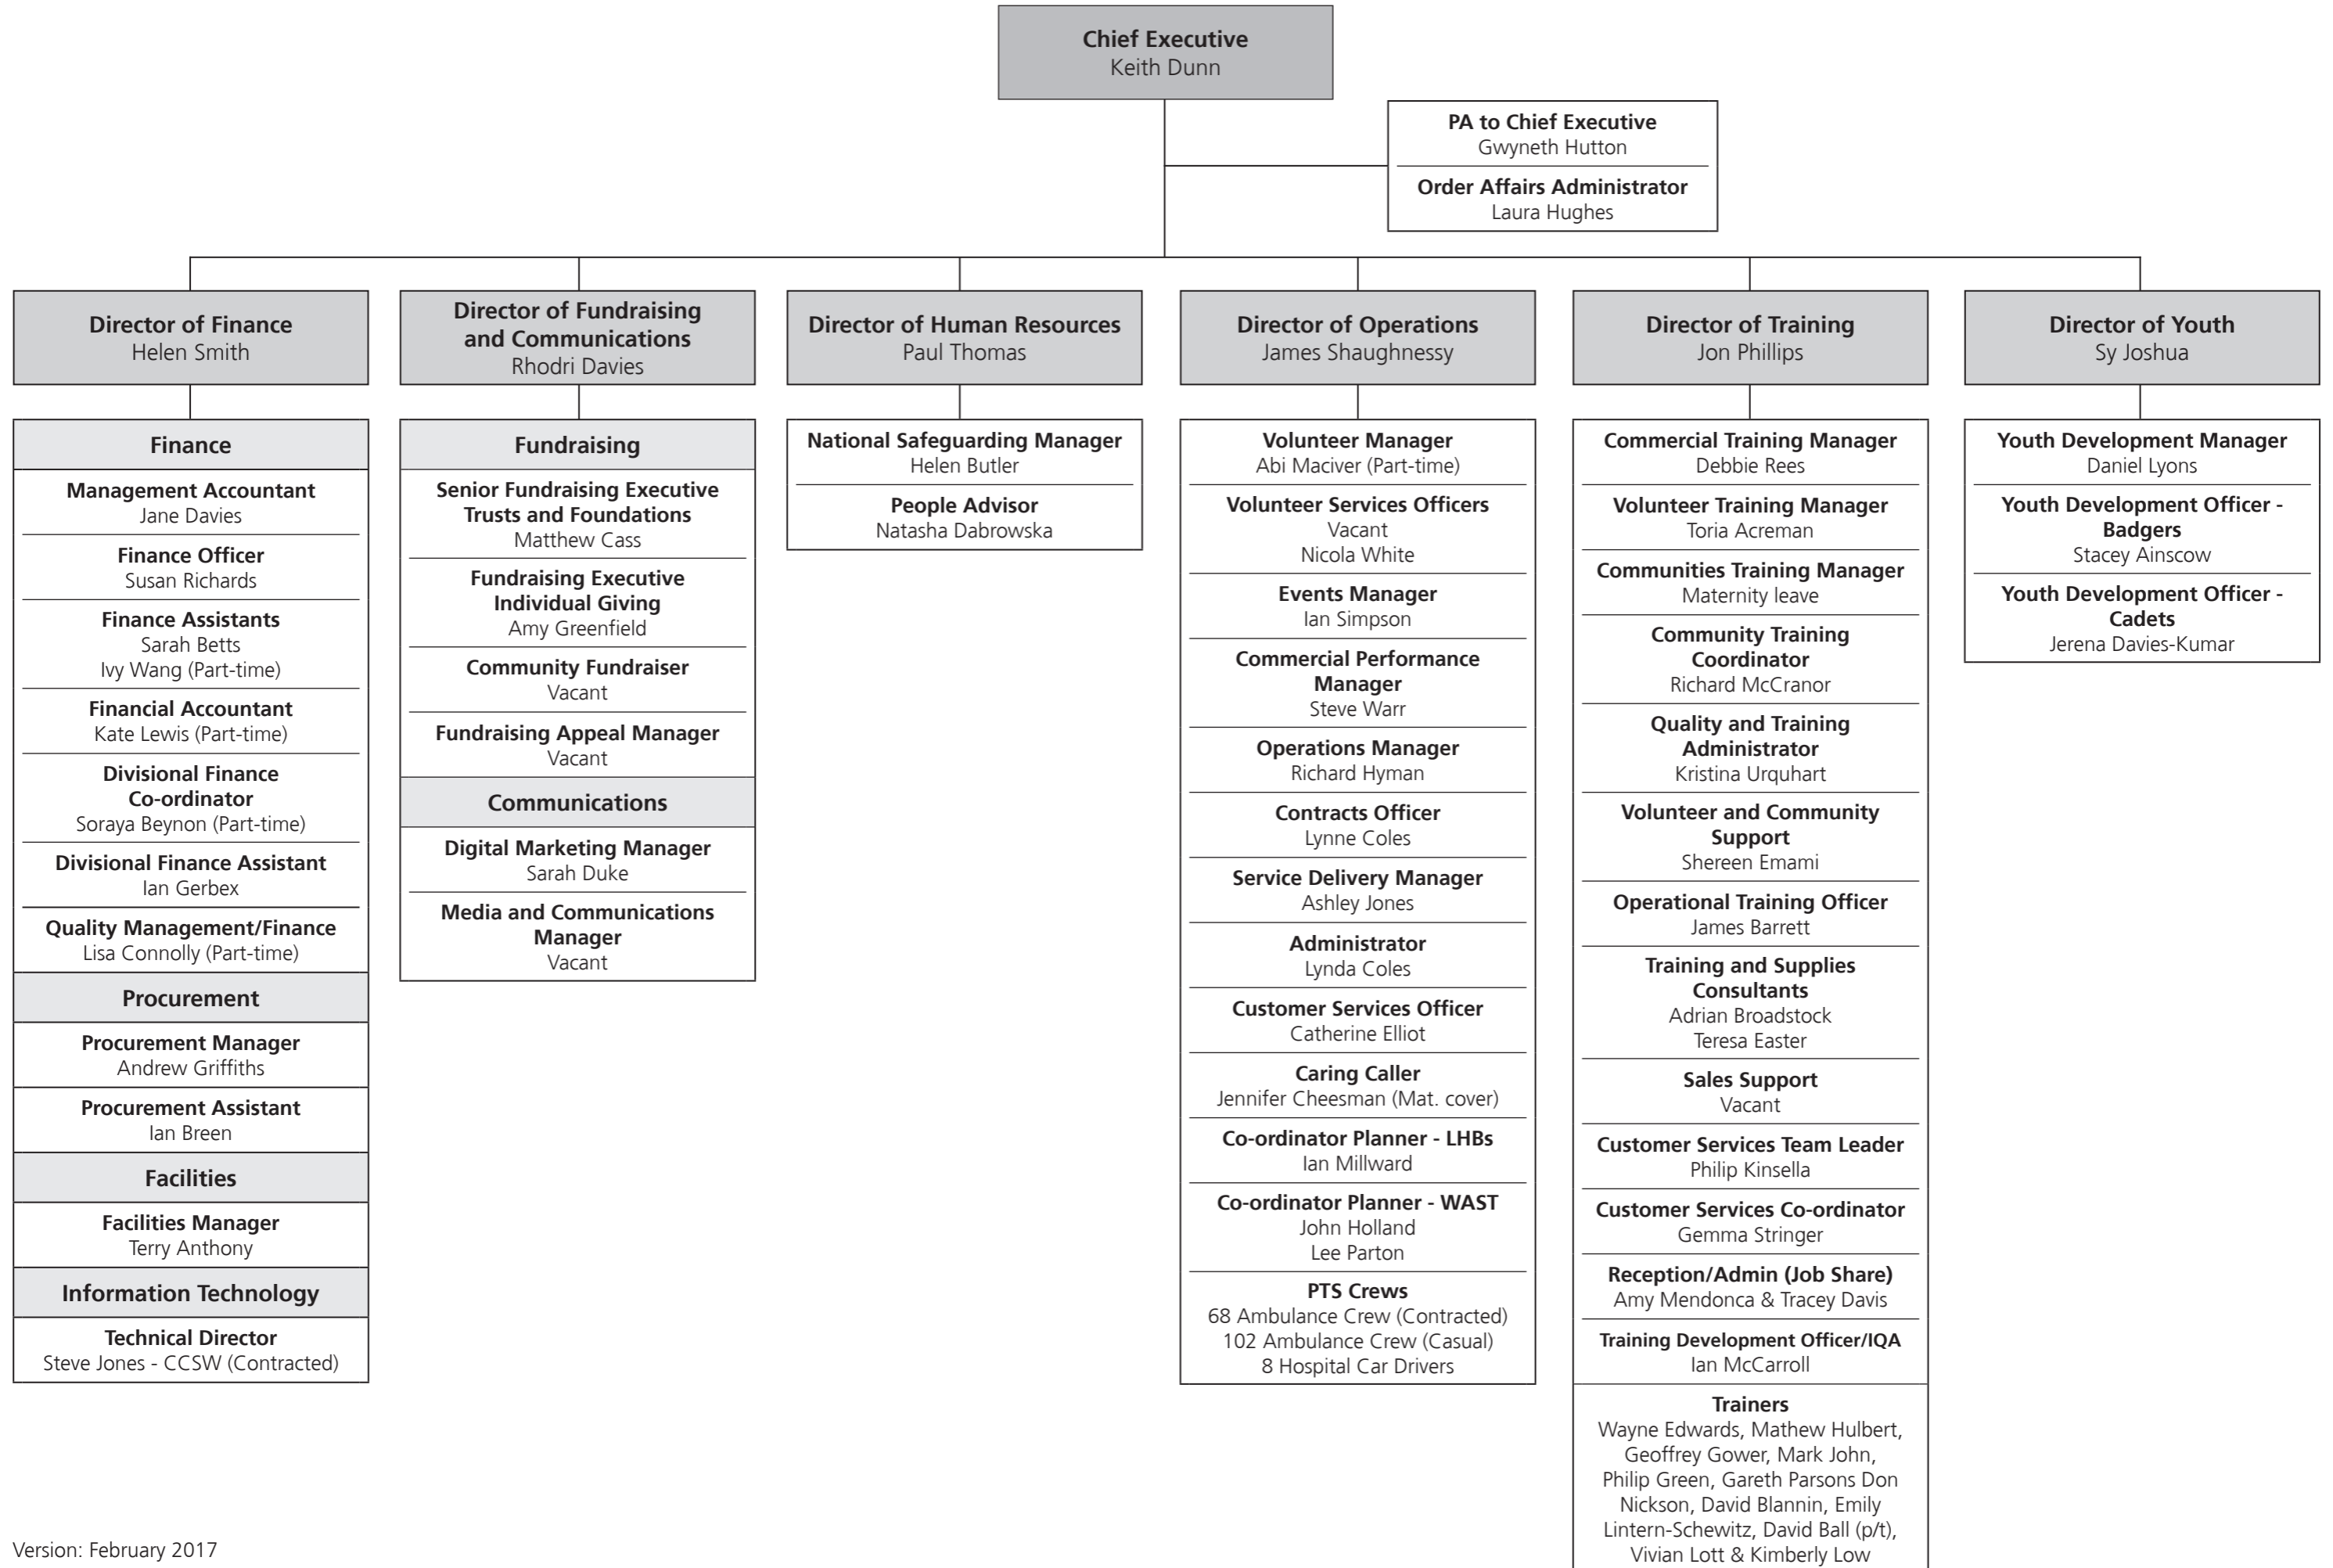 Chief Executive
Keith Dunn
PA to Chief Executive
Gwyneth Hutton
Order Affairs Administrator
Laura Hughes
Director of Finance
Helen Smith
Director of Fundraising
and Communications
Rhodri Davies
Director of Human Resources
Paul Thomas
Director of Operations
James Shaughnessy
Director of Training
Jon Phillips
Director of Youth
Sy Joshua
Finance
Management Accountant
Jane Davies
Finance Officer
Susan Richards
Finance Assistants
Sarah Betts
Ivy Wang (Part-time)
Financial Accountant
Kate Lewis (Part-time)
Divisional Finance
Co-ordinator
Soraya Beynon (Part-time)
Divisional Finance Assistant
Ian Gerbex
Quality Management/Finance
Lisa Connolly (Part-time)
Procurement
Procurement Manager
Andrew Griffiths
Procurement Assistant
Ian Breen
Facilities
Facilities Manager
Terry Anthony
Information Technology
Technical Director
Steve Jones - CCSW (Contracted)
Fundraising
Senior Fundraising Executive
Trusts and Foundations
Matthew Cass
Fundraising Executive
Individual Giving
Amy Greenfield
Community Fundraiser
Vacant
Fundraising Appeal Manager
Vacant
Communications
Digital Marketing Manager
Sarah Duke
Media and Communications
Manager
Vacant
National Safeguarding Manager
Helen Butler
People Advisor
Natasha Dabrowska
Volunteer Manager
Abi Maciver (Part-time)
Volunteer Services Officers
Vacant
Nicola White
Events Manager
Ian Simpson
Commercial Performance
Manager
Steve Warr
Operations Manager
Richard Hyman
Contracts Officer
Lynne Coles
Service Delivery Manager
Ashley Jones
Administrator
Lynda Coles
Customer Services Officer
Catherine Elliot
Caring Caller
Jennifer Cheesman (Mat. cover)
Co-ordinator Planner - LHBs
Ian Millward
Co-ordinator Planner - WAST
John Holland
Lee Parton
PTS Crews
68 Ambulance Crew (Contracted)
102 Ambulance Crew (Casual)
8 Hospital Car Drivers
Commercial Training Manager
Debbie Rees
Volunteer Training Manager
Toria Acreman
Communities Training Manager
Maternity leave
Community Training
Coordinator
Richard McCranor
Quality and Training
Administrator
Kristina Urquhart
Volunteer and Community
Support
Shereen Emami
Operational Training Officer
James Barrett
Training and Supplies
Consultants
Adrian Broadstock
Teresa Easter
Sales Support
Vacant
Customer Services Team Leader
Philip Kinsella
Customer Services Co-ordinator
Gemma Stringer
Reception/Admin (Job Share)
Amy Mendonca & Tracey Davis
Training Development Officer/IQA
Ian McCarroll
Trainers
Wayne Edwards, Mathew Hulbert,
Geoffrey Gower, Mark John,
Philip Green, Gareth Parsons Don
Nickson, David Blannin, Emily
Lintern-Schewitz, David Ball (p/t),
Vivian Lott & Kimberly Low
Youth Development Manager
Daniel Lyons
Youth Development Officer -
Badgers
Stacey Ainscow
Youth Development Officer -
Cadets
Jerena Davies-Kumar
Version: February 2017